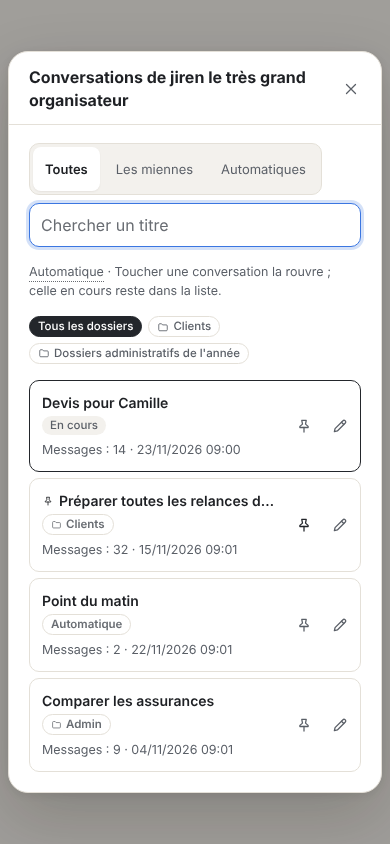 Conversations de jiren le très grand
organisateur
Toutes
Les miennes
Automatiques
Chercher un titre
Automatique · Toucher une conversation la rouvre ;
celle en cours reste dans la liste.
Tous les dossiers
Clients
Dossiers administratifs de l'année
Devis pour Camille
En cours
Messages : 14 · 23/11/2026 09:00
Préparer toutes les relances d…
Clients
Messages : 32 · 15/11/2026 09:01
Point du matin
Automatique
Messages : 2 · 22/11/2026 09:01
Comparer les assurances
Admin
Messages : 9 · 04/11/2026 09:01